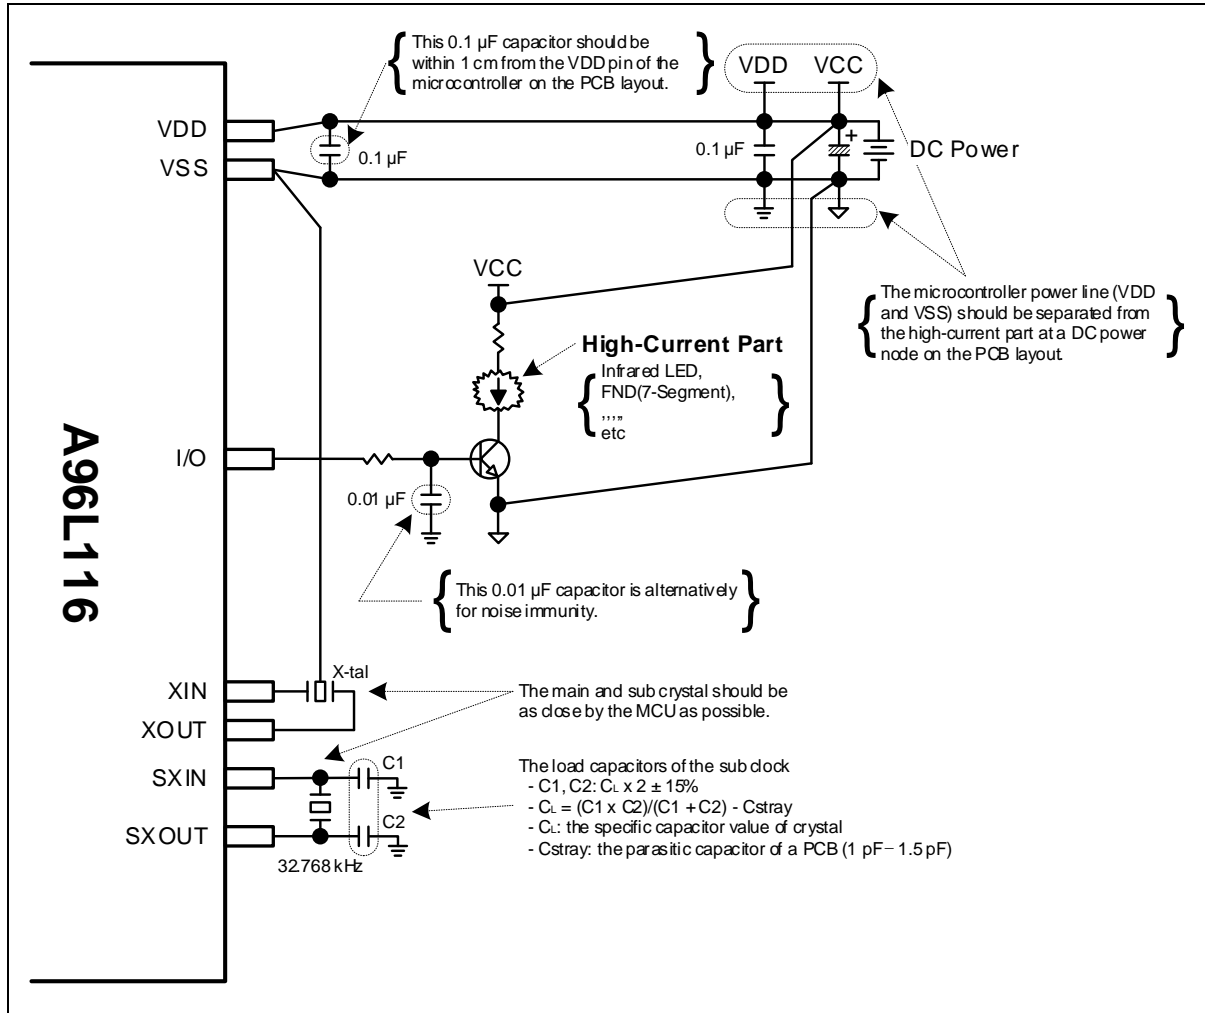 This 0.1 µF capacitor should be
within 1 cm from the VDD pin of the
microcontroller on the PCB layout.
VDD
VCC
VDD
0.1 µF
0.1 µF
+
DC Power
VSS
VCC
The microcontroller power line (VDD
and VSS) should be separated from
the high-current part at a DC power
node on the PCB layout.
High-Current Part
Infrared LED,
FND(7-Segment),
,,,,,
etc
A96L116
I/O
0.01 µF
This 0.01 µF capacitor is alternatively
for noise immunity.
X-tal
XIN
XOUT
The main and sub crystal should be
as close by the MCU as possible.
SXIN
C1
SXOUT
C2
32.768 kHz
The load capacitors of the sub clock
- C1, C2: CL x 2 ± 15%
- CL = (C1 x C2)/(C1 + C2) - Cstray
- CL: the specific capacitor value of crystal
- Cstray: the parasitic capacitor of a PCB (1 pF – 1.5 pF)